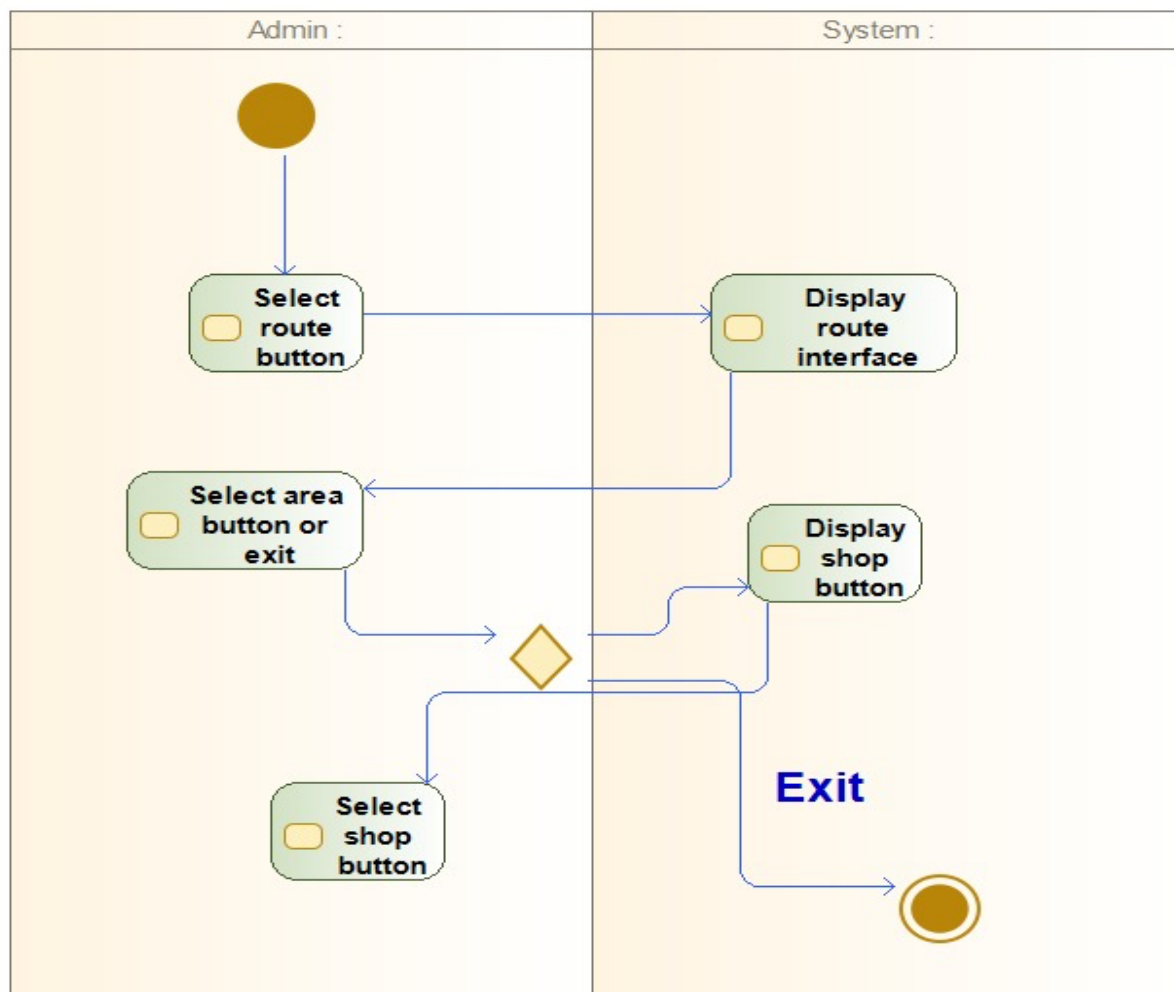 Admin :
System :
Select
route
button
Display
route
interface
Select area
button or
exit
Display
shop
button
Exit
Select
shop
button